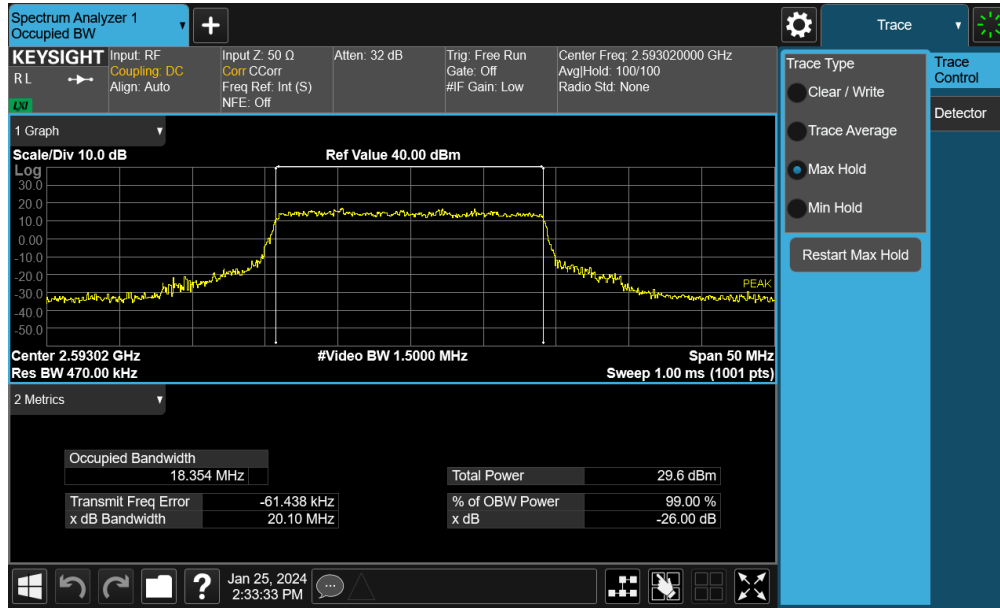 Spectrum Analyzer 1
Occupied BW
+
Trace
KEYSIGHT
R L
LXI
Input: RF
Coupling: DC
Align: Auto
Input Z: 50 Ω
Corr CCorr
Freq Ref: Int (S)
NFE: Off
Atten: 32 dB
Trig: Free Run
Gate: Off
#IF Gain: Low
Center Freq: 2.593020000 GHz
Avg|Hold: 100/100
Radio Std: None
1 Graph
Scale/Div 10.0 dB
Ref Value 40.00 dBm
Log
30.0
20.0
10.0
0.00
-10.0
-20.0
-30.0
-40.0
-50.0
PEAK
Center 2.59302 GHz
#Video BW 1.5000 MHz
Span 50 MHz
Res BW 470.00 kHz
Sweep 1.00 ms (1001 pts)
2 Metrics
Occupied Bandwidth
18.354 MHz
Total Power 29.6 dBm
Transmit Freq Error -61.438 kHz
% of OBW Power 99.00 %
x dB Bandwidth 20.10 MHz
x dB -26.00 dB
Trace Type
Clear / Write
Trace Average
Max Hold
Min Hold
Restart Max Hold
Trace
Control
Detector
?
Jan 25, 2024
2:33:33 PM